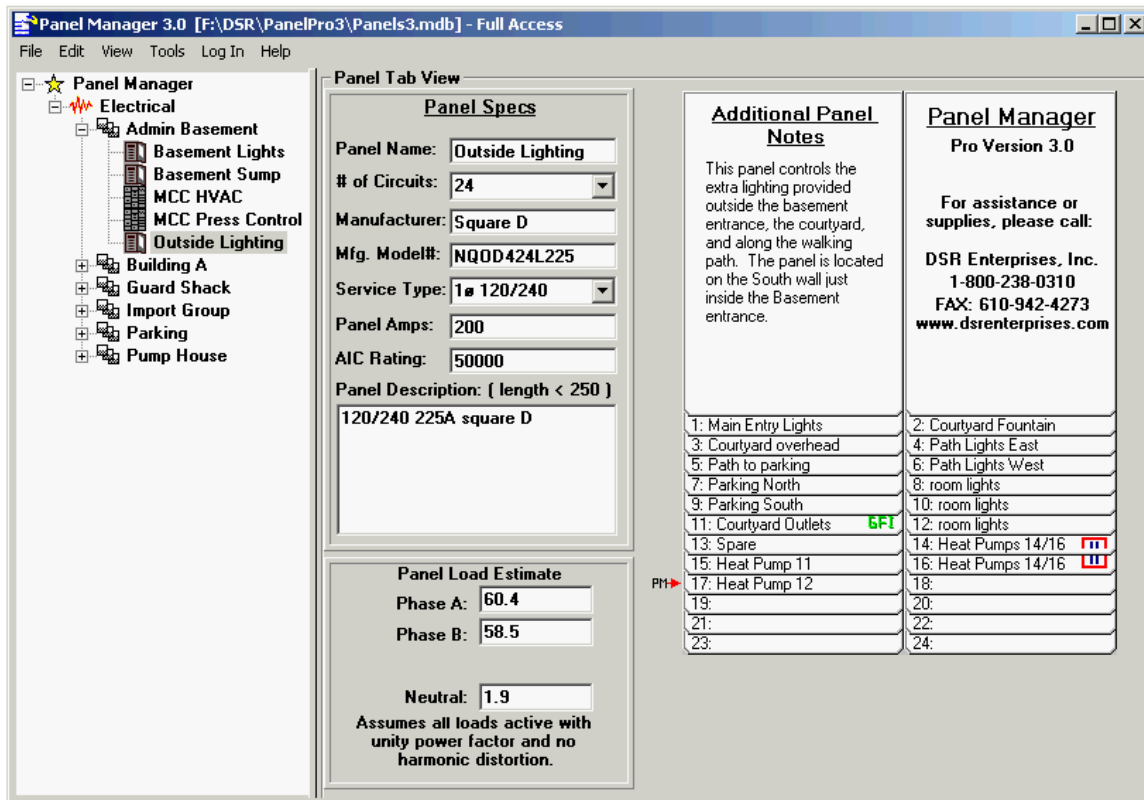 Panel Manager 3.0 [F:\DSR\PanelPro3\Panels3.mdb] - Full Access
File Edit View Tools Log In Help
Panel Manager
Electrical
Admin Basement
Basement Lights
Basement Sump
MCC HVAC
MCC Press Control
Outside Lighting
Building A
Guard Shack
Import Group
Parking
Pump House
Panel Tab View
Panel Specs
Panel Name: Outside Lighting
# of Circuits: 24
Manufacturer: Square D
Mfg. Model#: NQOD424L225
Service Type: 1ø 120/240
Panel Amps: 200
AIC Rating: 50000
Panel Description: ( length < 250 )
120/240 225A square D
Panel Load Estimate
Phase A: 60.4
Phase B: 58.5
Neutral: 1.9
Assumes all loads active with
unity power factor and no
harmonic distortion.
Additional Panel
Notes
This panel controls the
extra lighting provided
outside the basement
entrance, the courtyard,
and along the walking
path. The panel is located
on the South wall just
inside the Basement
entrance.
Panel Manager
Pro Version 3.0
For assistance or
supplies, please call:
DSR Enterprises, Inc.
1-800-238-0310
FAX: 610-942-4273
www.dsrenterprises.com
1: Main Entry Lights 2: Courtyard Fountain
3: Courtyard overhead 4: Path Lights East
5: Path to parking 6: Path Lights West
7: Parking North 8: room lights
9: Parking South 10: room lights
11: Courtyard Outlets GFI 12: room lights
13: Spare 14: Heat Pumps 14/16
15: Heat Pump 11 16: Heat Pumps 14/16
PM 17: Heat Pump 12 18:
19: 20:
21: 22:
23: 24: